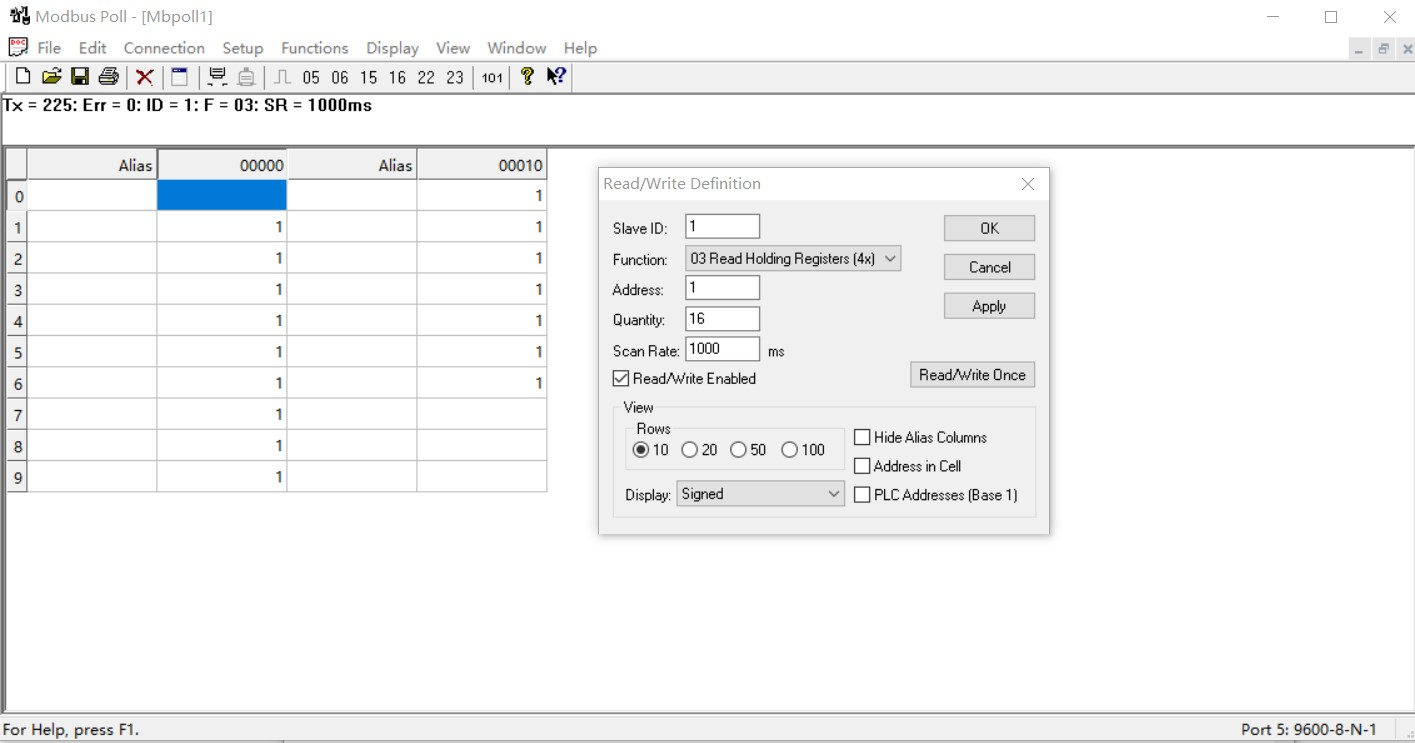 Modbus Poll - [Mbpoll1]
File Edit Connection Setup Functions Display View Window Help
05 06 15 16 22 23 101
Tx = 225: Err = 0: ID = 1: F = 03: SR = 1000ms
Alias 00000 Alias 00010
0 1
1 1 1
2 1 1
3 1 1
4 1 1
5 1 1
6 1 1
7 1
8 1
9 1
Read/Write Definition
Slave ID: 1 OK
Function: 03 Read Holding Registers (4x) Cancel
Address: 1 Apply
Quantity: 16
Scan Rate: 1000 ms
Read/Write Enabled Read/Write Once
View
Rows
10 20 50 100 Hide Alias Columns
Address in Cell
Display: Signed PLC Addresses (Base 1)
For Help, press F1. Port 5: 9600-8-N-1